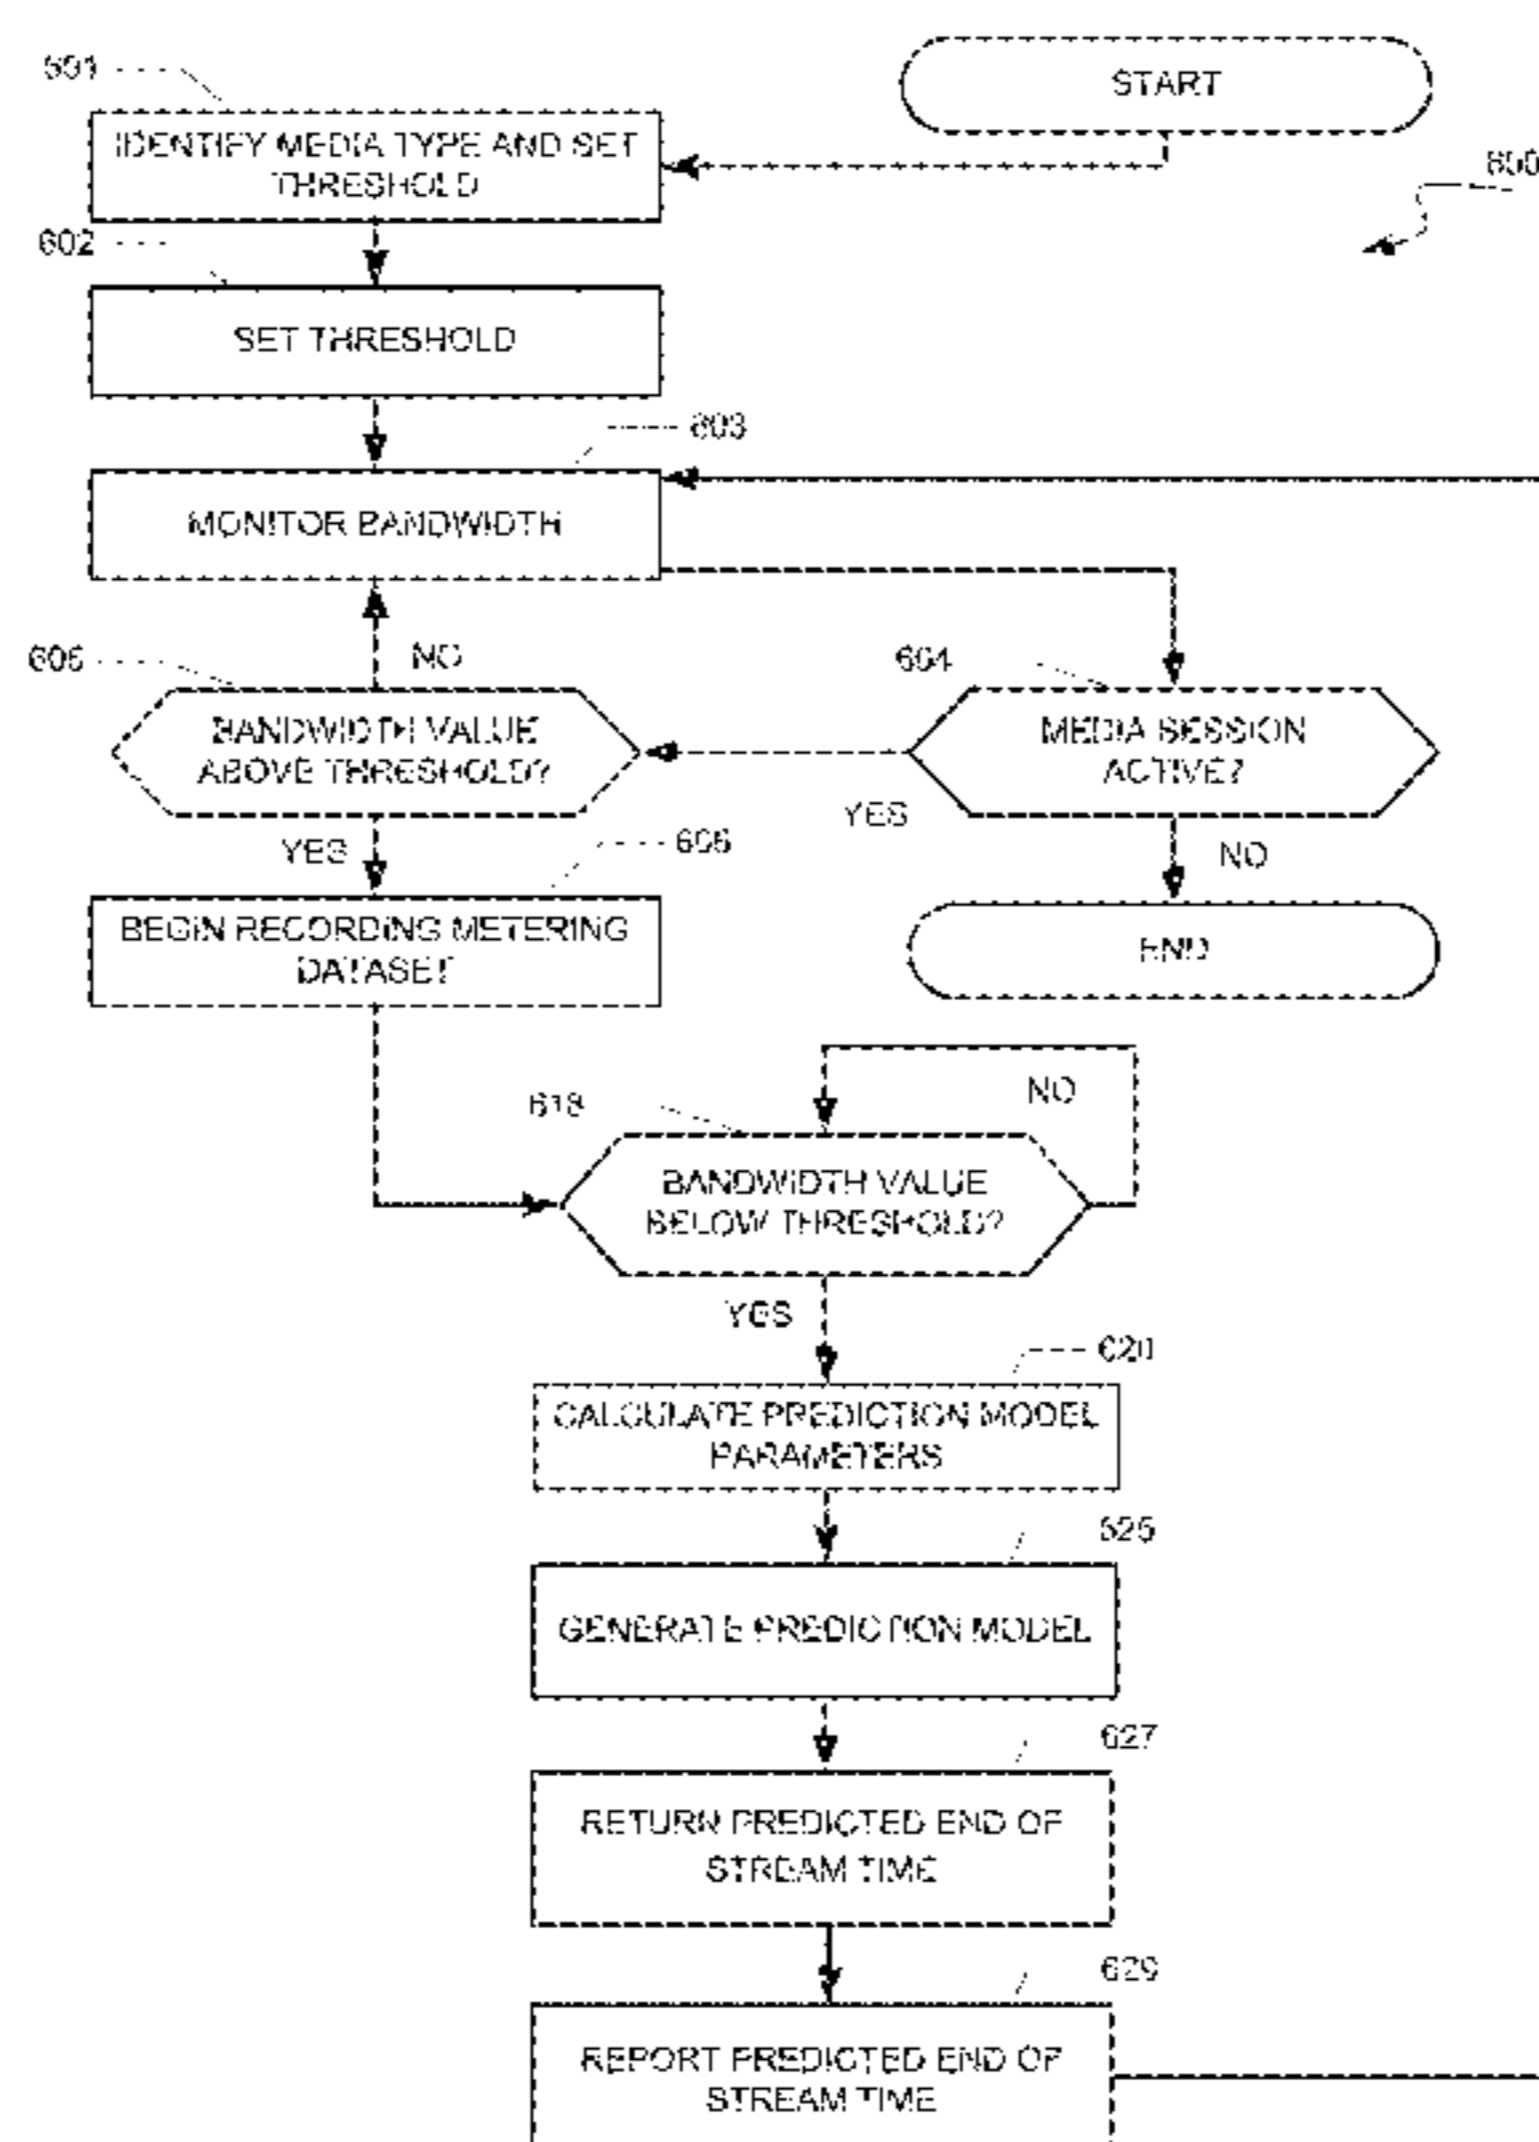 START
601
IDENTIFY MEDIA TYPE AND SET
THRESHOLD
600
602
SET THRESHOLD
603
MONITOR BANDWIDTH
NO
604
BANDWIDTH VALUE
ABOVE THRESHOLD?
MEDIA SESSION
ACTIVE?
YES
YES
NO
BEGIN RECORDING METERING
DATASET
END
NO
618
BANDWIDTH VALUE
BELOW THRESHOLD?
YES
620
CALCULATE PREDICTION MODEL
PARAMETERS
625
GENERATE PREDICTION MODEL
627
RETURN PREDICTED END OF
STREAM TIME
629
REPORT PREDICTED END OF
STREAM TIME